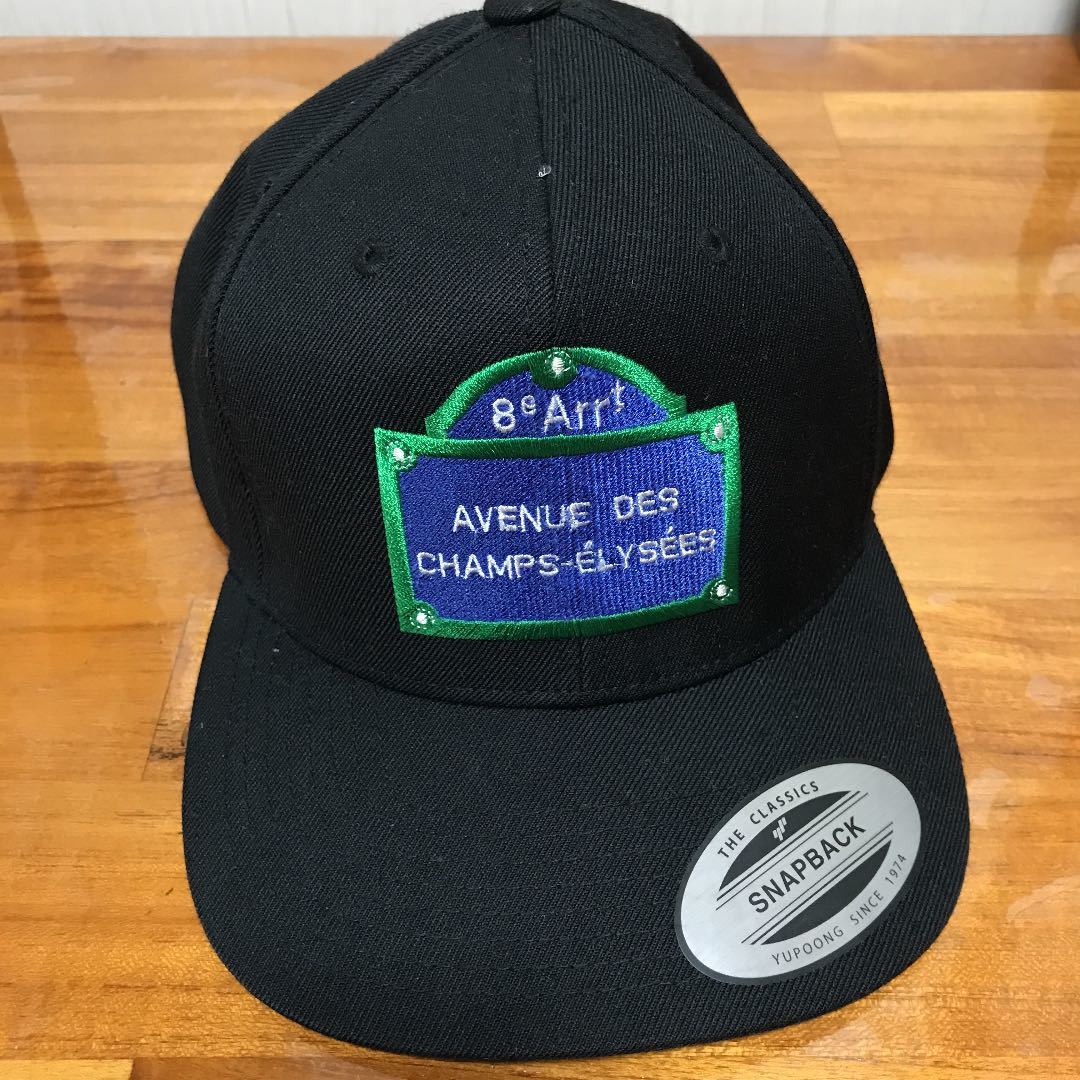 8e Arrt
AVENUE DES
CHAMPS-ÉLYSÉES
THE CLASSICS
SNAPBACK
YUPOONG SINCE 1974